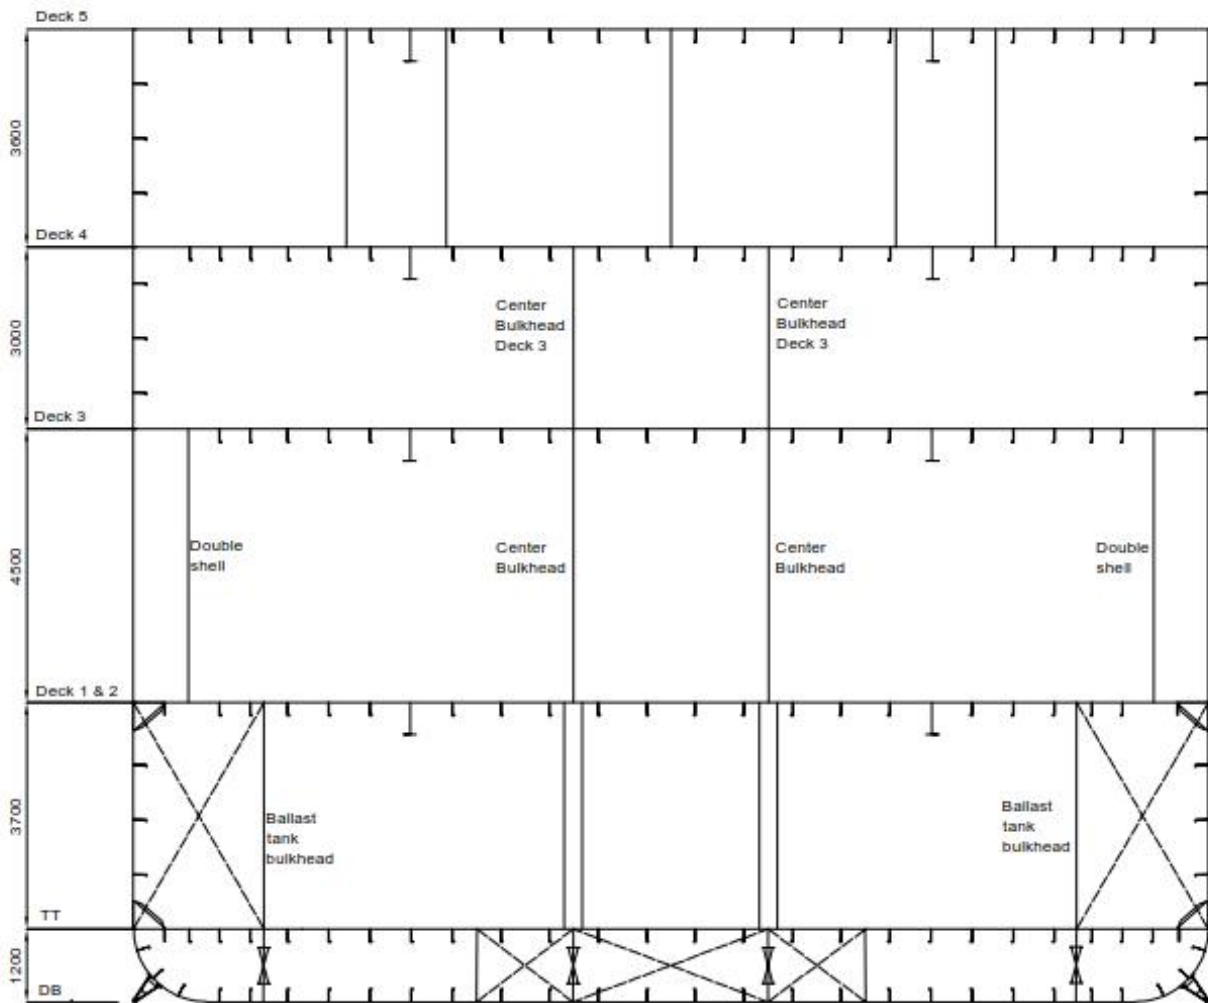 Deck 5
3600
Deck 4
Center
Bulkhead
Deck 3
Center
Bulkhead
Deck 3
3000
Deck 3
Double
shell
Center
Bulkhead
Center
Bulkhead
Double
shell
4500
Deck 1 & 2
Ballast
tank
bulkhead
Ballast
tank
bulkhead
3700
TT
1200
DB